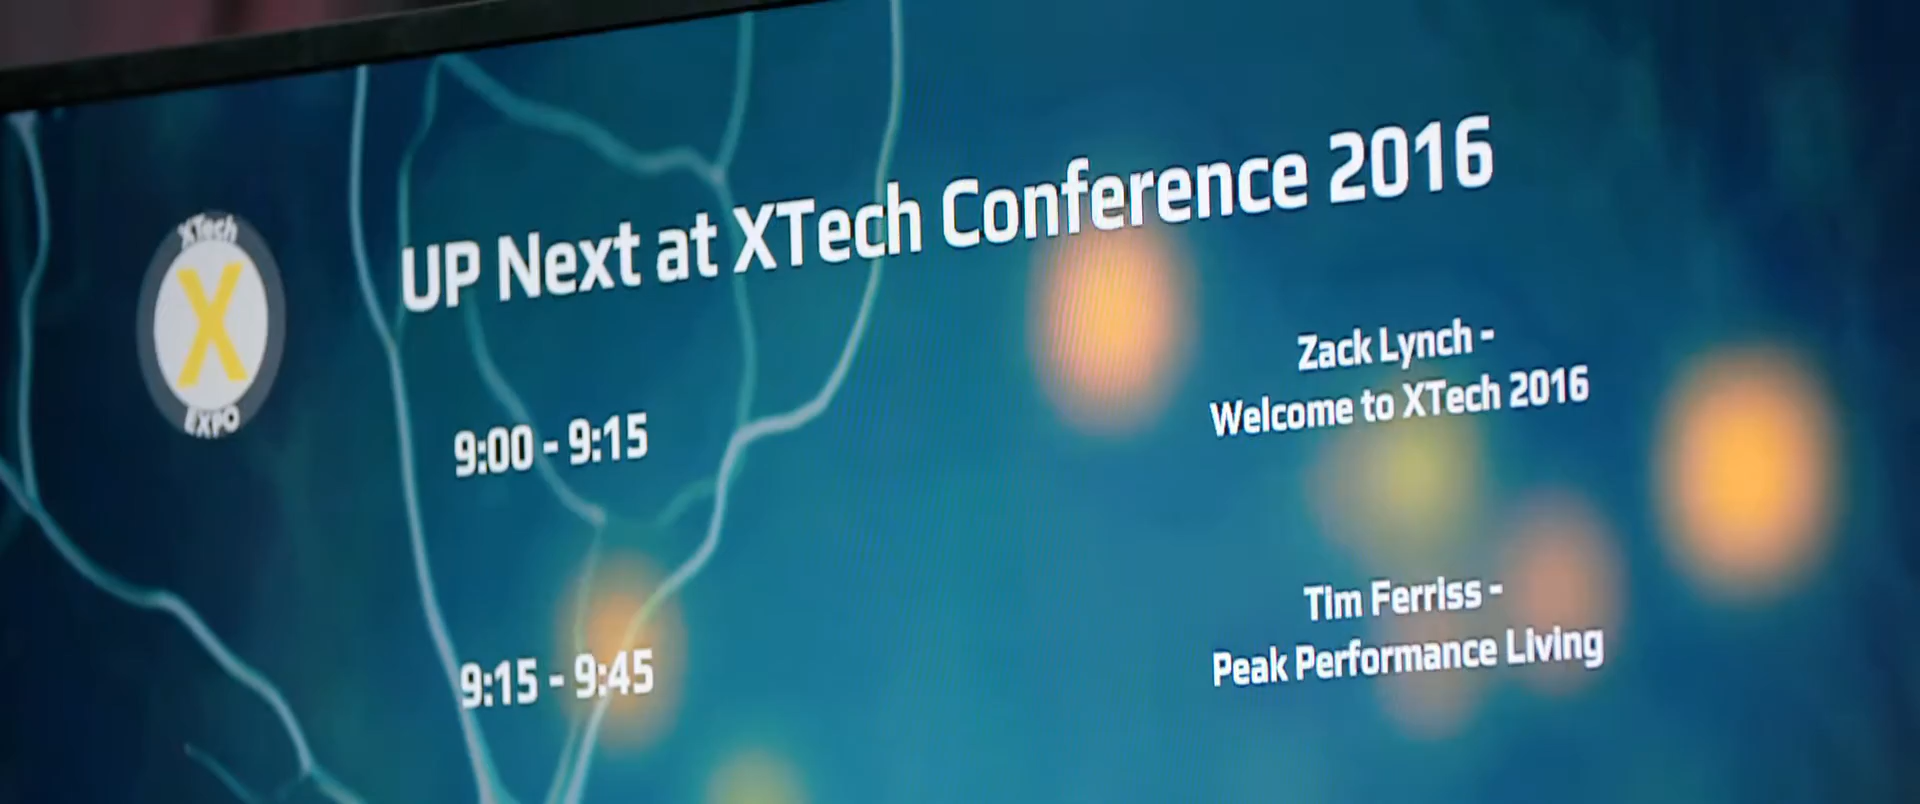 XTech
X
EXPO
UP Next at XTech Conference 2016
9:00 - 9:15
Zack Lynch -
Welcome to XTech 2016
9:15 - 9:45
Tim Ferriss -
Peak Performance Living